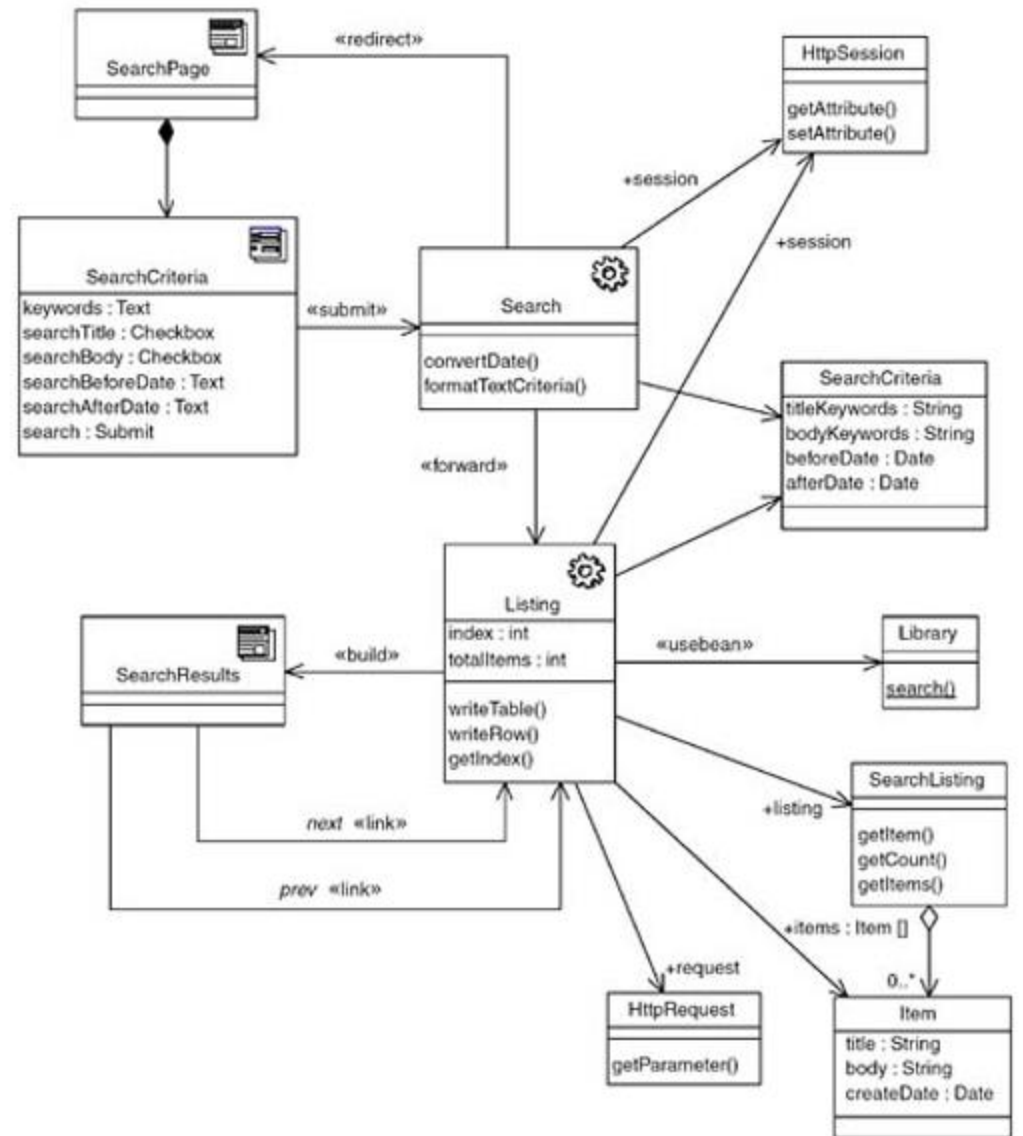 SearchPage
«redirect»
HttpSession
getAttribute()
setAttribute()
+session
+session
SearchCriteria
keywords : Text
searchTitle : Checkbox
searchBody : Checkbox
searchBeforeDate : Text
searchAfterDate : Text
search : Submit
«submit»
Search
convertDate()
formatTextCriteria()
SearchCriteria
titleKeywords : String
bodyKeywords : String
beforeDate : Date
afterDate : Date
«forward»
Listing
index : int
totalItems : int
writeTable()
writeRow()
getIndex()
SearchResults
«build»
«usebean»
Library
search()
SearchListing
getItem()
getCount()
getItems()
+listing
next «link»
prev «link»
+items : Item []
0..*
+request
HttpRequest
getParameter()
Item
title : String
body : String
createDate : Date